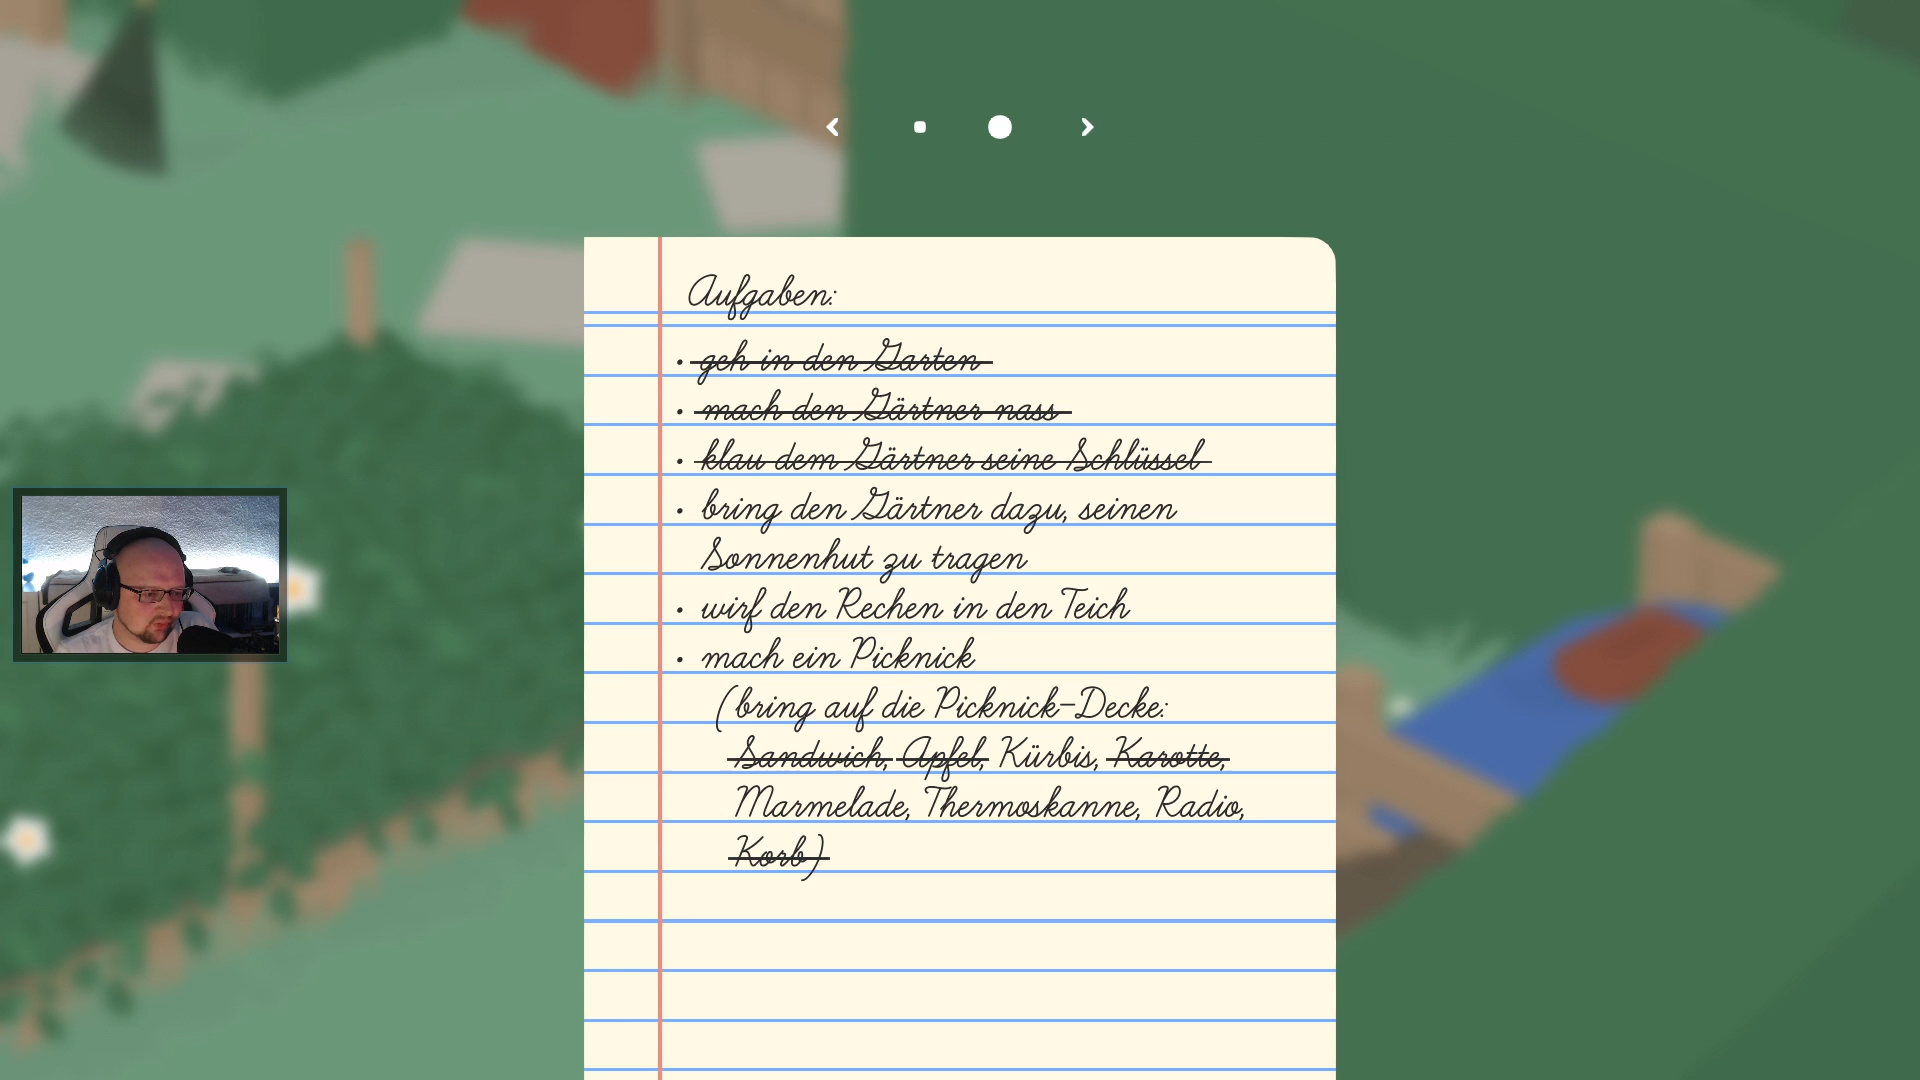 Aufgaben:
• geh in den Garten
• mach den Gärtner nass
• klau dem Gärtner seine Schlüssel
• bring den Gärtner dazu, seinen
Sonnenhut zu tragen
• wirf den Rechen in den Teich
• mach ein Picknick
(bring auf die Picknick-Decke:
Sandwich, Apfel, Kürbis, Karotte,
Marmelade, Thermoskanne, Radio,
Korb)